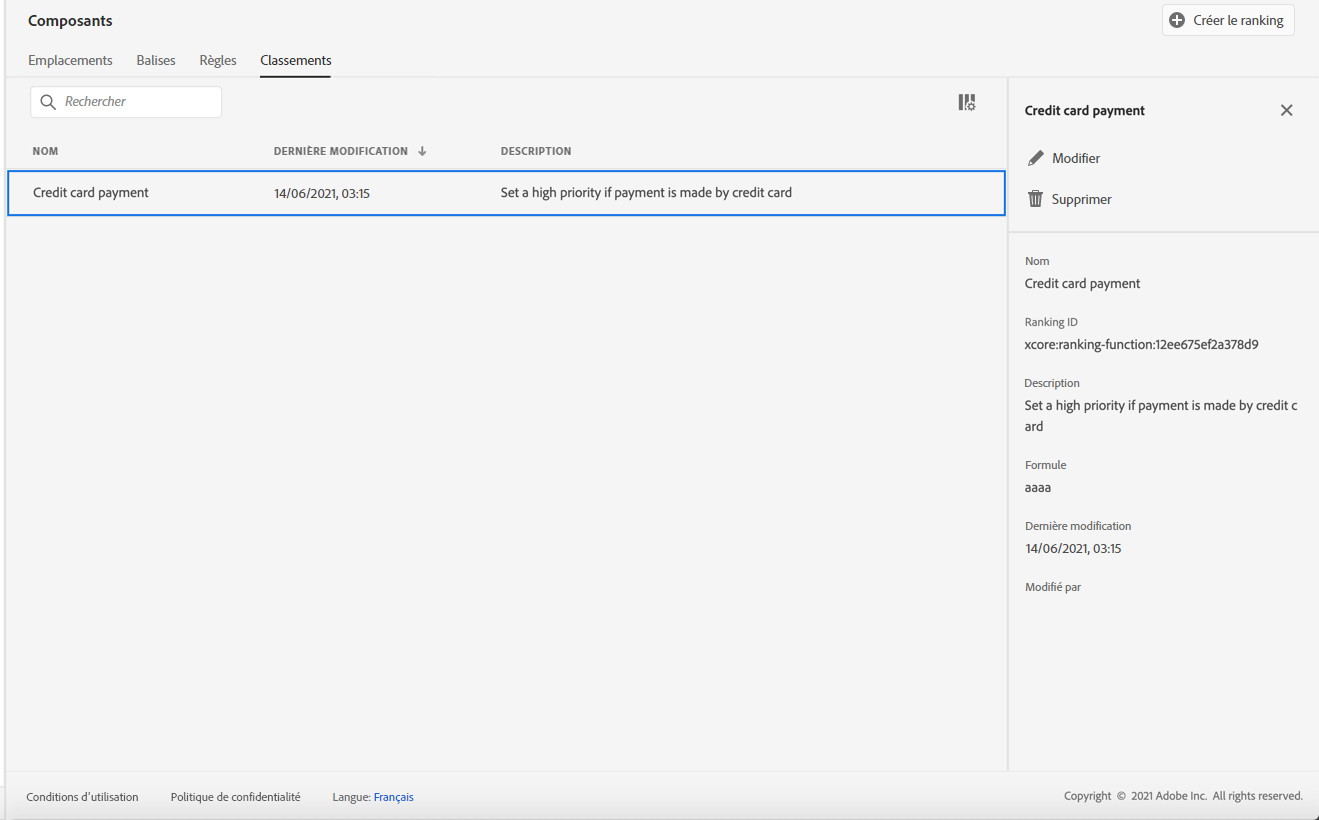 Composants
Créer le ranking
Emplacements Balises Règles Classements
Rechercher
NOM DERNIÈRE MODIFICATION DESCRIPTION
Credit card payment 14/06/2021, 03:15 Set a high priority if payment is made by credit card
Credit card payment
Modifier
Supprimer
Nom
Credit card payment
Ranking ID
xcore:ranking-function:12ee675ef2a378d9
Description
Set a high priority if payment is made by credit c
ard
Formule
aaaa
Dernière modification
14/06/2021, 03:15
Modifié par
Conditions d'utilisation Politique de confidentialité Langue: Français Copyright © 2021 Adobe Inc. All rights reserved.